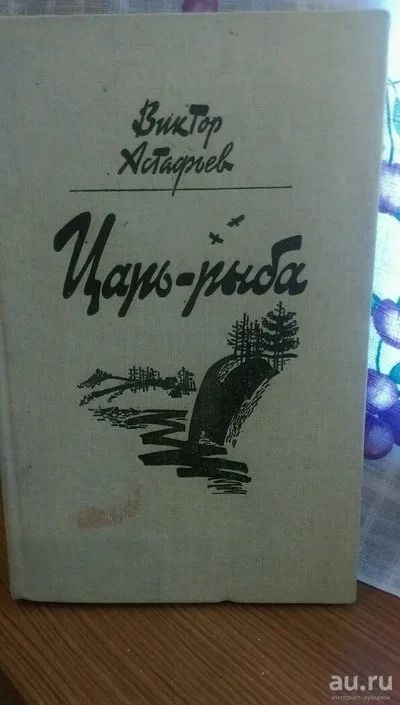 Виктор
Астафьев
Царь-рыба
au.ru
интернет-аукцион